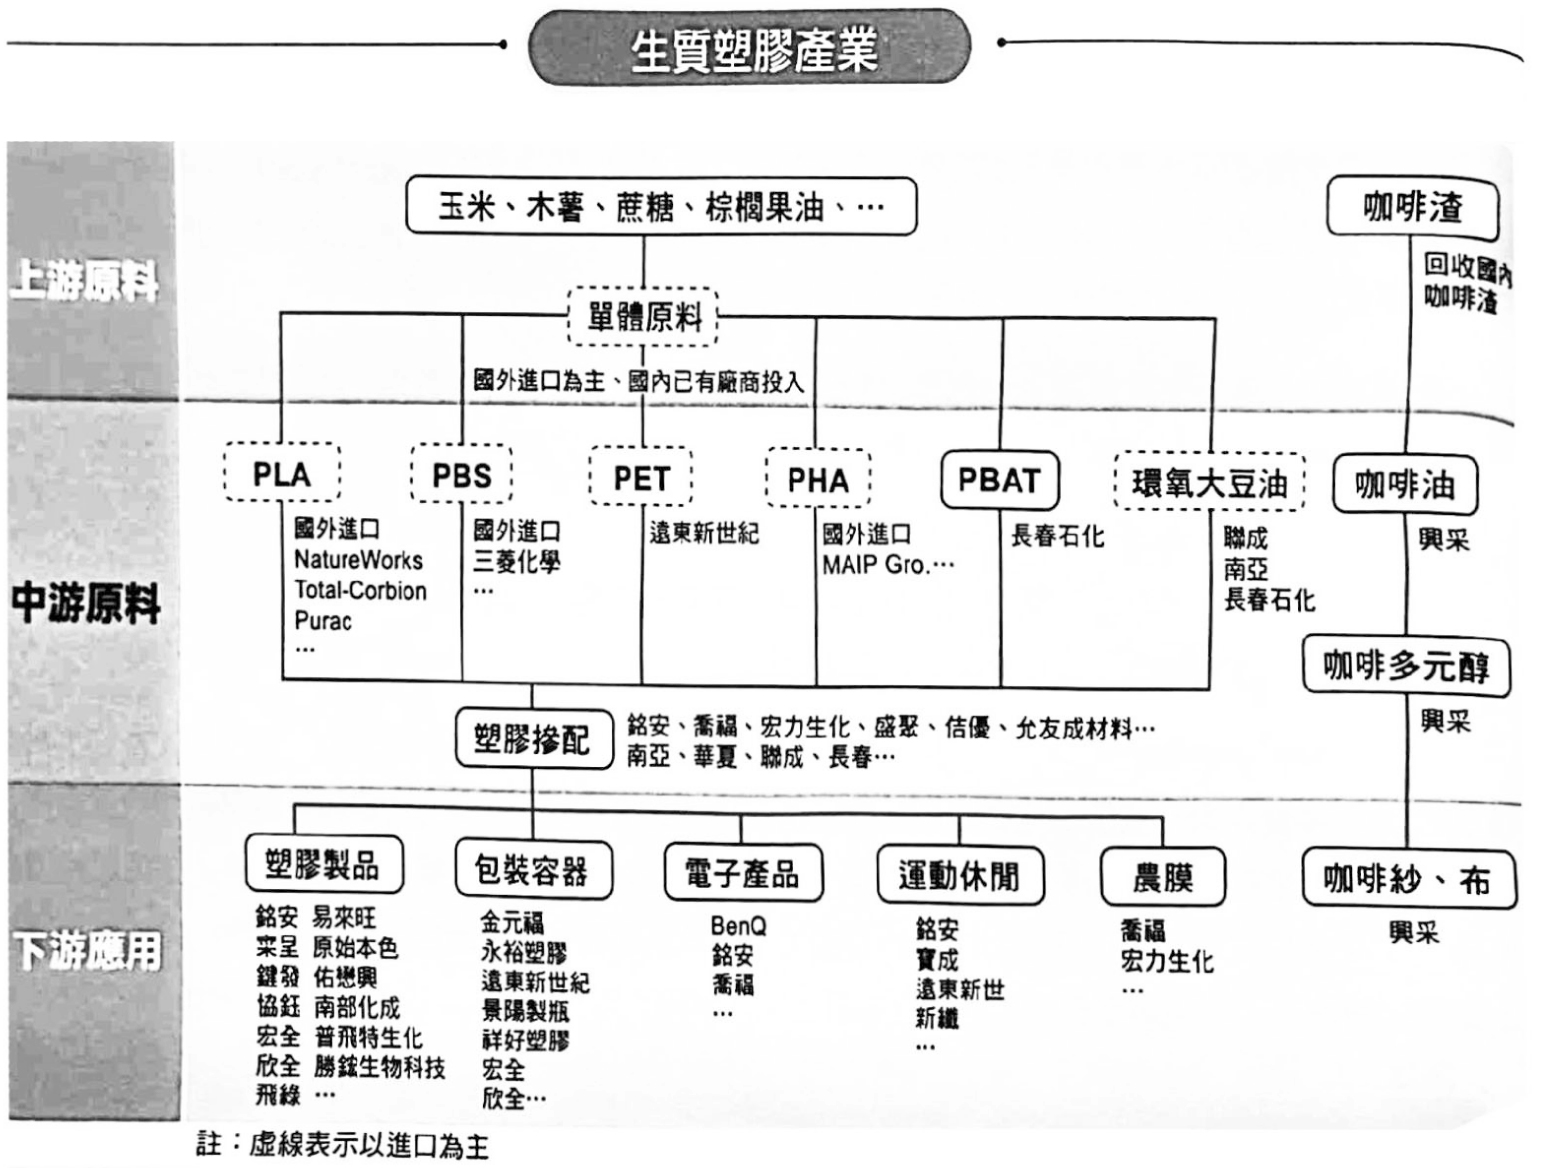 生質塑膠產業
上游原料
玉米、木薯、蔗糖、棕櫚果油、…
咖啡渣
回收國內
咖啡渣
單體原料
國外進口為主、國內已有廠商投入
中游原料
PLA
國外進口
NatureWorks
Total-Corbion
Purac
…
PBS
國外進口
三菱化學
…
PET
遠東新世紀
PHA
國外進口
MAIP Gro.…
PBAT
長春石化
環氧大豆油
聯成
南亞
長春石化
咖啡油
興采
咖啡多元醇
興采
塑膠摻配
銘安、喬福、宏力生化、盛聚、佶優、允友成材料…
南亞、華夏、聯成、長春…
下游應用
塑膠製品
銘安 易來旺
寀呈 原始本色
鍵發 佑懋興
協鈺 南部化成
宏全 普飛特生化
欣全 勝鋐生物科技
飛綠 …
包裝容器
金元福
永裕塑膠
遠東新世紀
景陽製瓶
祥好塑膠
宏全
欣全…
電子產品
BenQ
銘安
喬福
…
運動休閒
銘安
寶成
遠東新世
新纖
…
農膜
喬福
宏力生化
…
咖啡紗、布
興采
註：虛線表示以進口為主